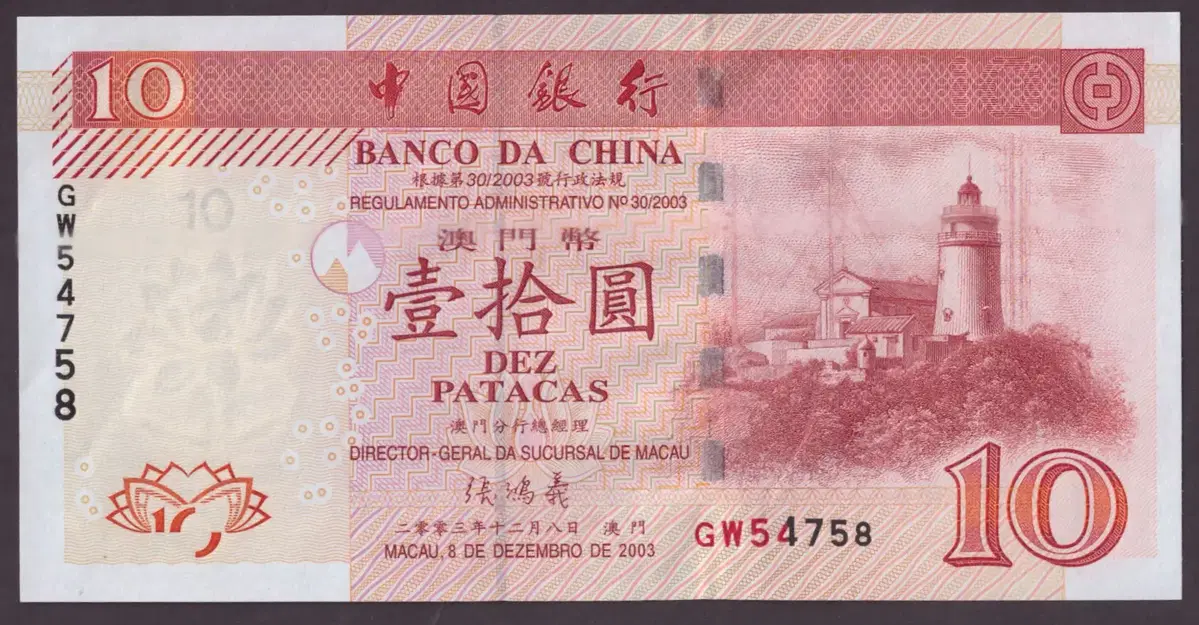 10
中國銀行
BANCO DA CHINA
根據第30/2003號行政法規
REGULAMENTO ADMINISTRATIVO Nº 30/2003
10
澳門幣
壹拾圓
DEZ
PATACAS
澳門分行總經理
DIRECTOR-GERAL DA SUCURSAL DE MACAU
張鴻義
二零零三年十二月八日 澳門
MACAU, 8 DE DEZEMBRO DE 2003
GW54758
GW54758
10